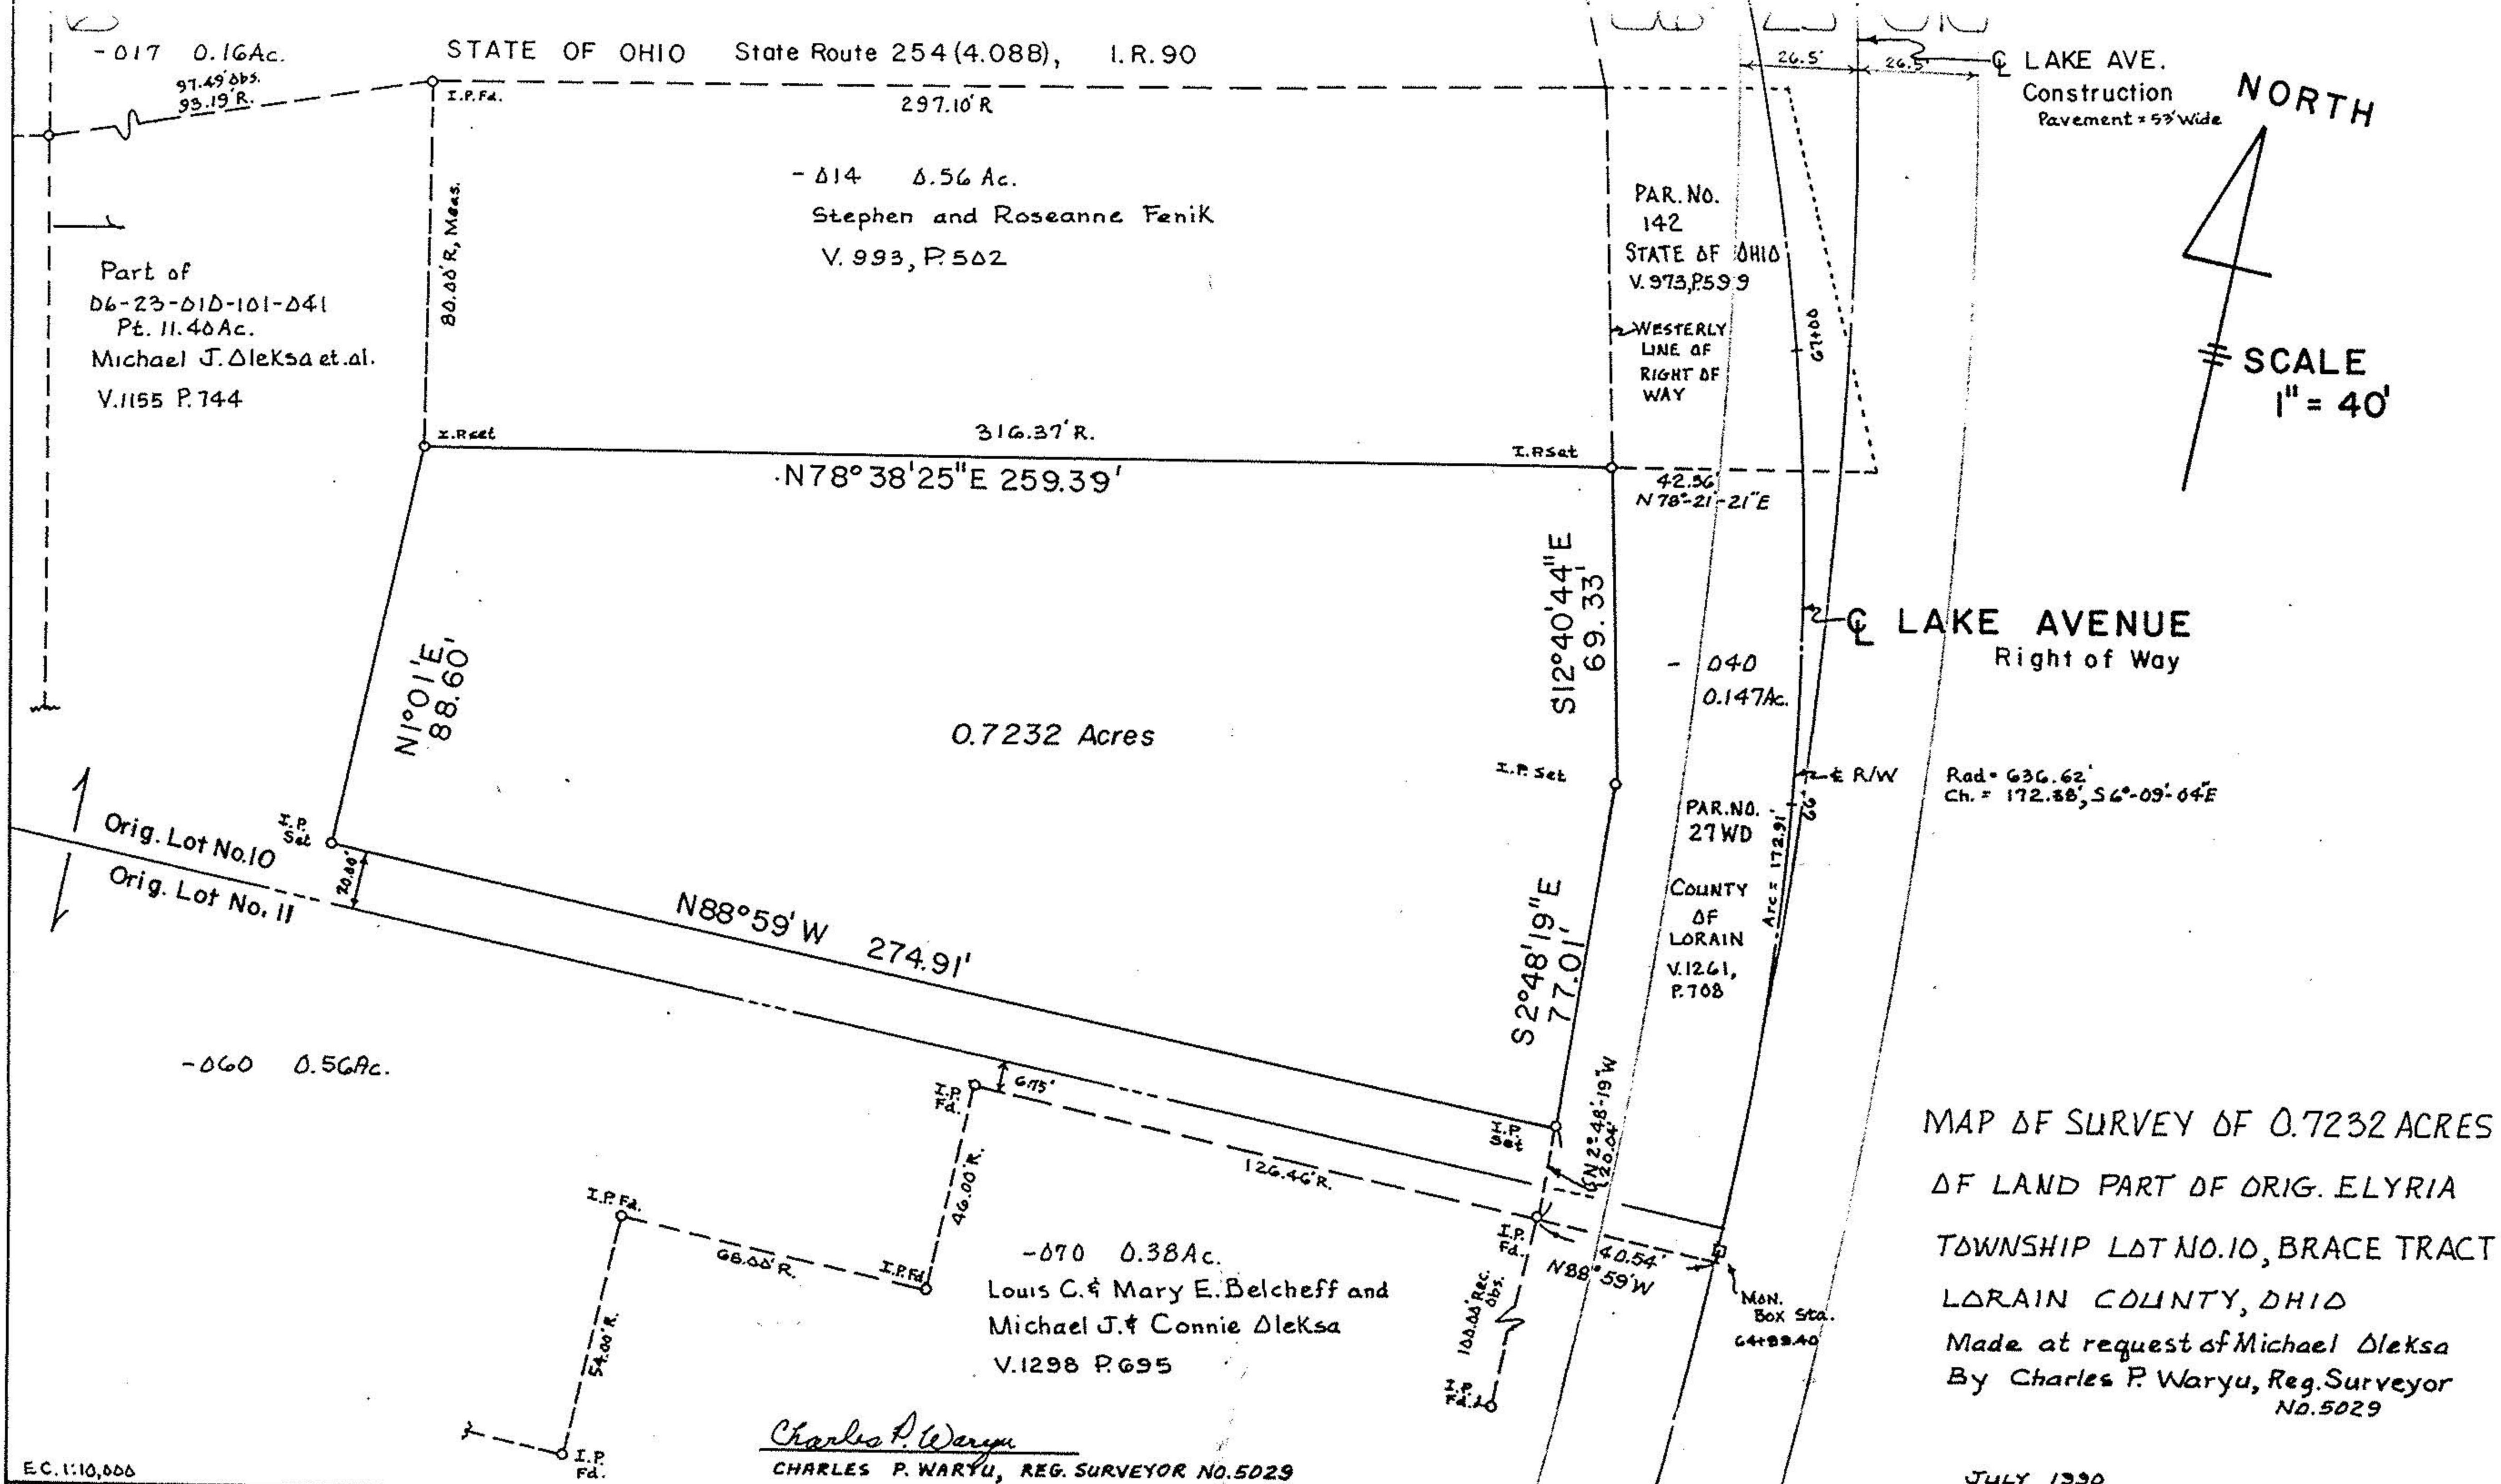 -017 0.16Ac.
97.49'Obs.
93.19'R.
STATE OF OHIO State Route 254 (4.088), I.R. 90
I.P.Fd.
297.10'R
26.5'
26.5'
℄ LAKE AVE.
Construction
Pavement = 53' Wide
NORTH
SCALE
1" = 40'
-014 0.56 Ac.
Stephen and Roseanne Fenik
V. 993, P. 502
80.00'R, Meas.
Part of
06-23-010-101-041
Pt. 11.40Ac.
Michael J. Oleksa et.al.
V.1155 P.744
PAR. NO.
142
STATE OF OHIO
V. 973, P.599
WESTERLY
LINE OF
RIGHT OF
WAY
67+00
I.P.Set
316.37'R.
I.P.Set
N78°38'25"E 259.39'
42.56'
N78°-21'-21"E
S12°40'44"E
69.33'
℄ LAKE AVENUE
Right of Way
-040
0.147Ac.
N1°01'E
88.60'
0.7232 Acres
I.P. Set
℄ R/W
Rad = 636.62'
Ch. = 172.38', S6°-09'-04"E
PAR.NO.
27WD
66
Arc = 172.91'
COUNTY
OF
LORAIN
V.1261,
P.708
Orig. Lot No.10
I.P.
Set
Orig. Lot No. 11
20.00'
N88°59'W 274.91'
S2°48'19"E
77.01'
-060 0.56Ac.
I.P.
Fd.
6.75'
I.P.
Set
N2°-48'-19"W
20.04'
126.46'R.
46.00'R.
I.P.Fd.
68.00'R.
I.P.Fd
54.00'R.
-070 0.38Ac.
Louis C. & Mary E. Belcheff and
Michael J. & Connie Oleksa
V.1298 P.695
I.P.
Fd.
40.54'
N88°59'W
100.00'Rec.
Obs.
MON.
Box Sta.
64+89.40
I.P.
Fd.
I.P.
Fd.
MAP OF SURVEY OF 0.7232 ACRES
OF LAND PART OF ORIG. ELYRIA
TOWNSHIP LOT NO.10, BRACE TRACT
LORAIN COUNTY, OHIO
Made at request of Michael Oleksa
By Charles P. Waryu, Reg. Surveyor
No. 5029
Charles P. Waryu
CHARLES P. WARYU, REG. SURVEYOR NO.5029
E.C. 1:10,000
JULY 1990